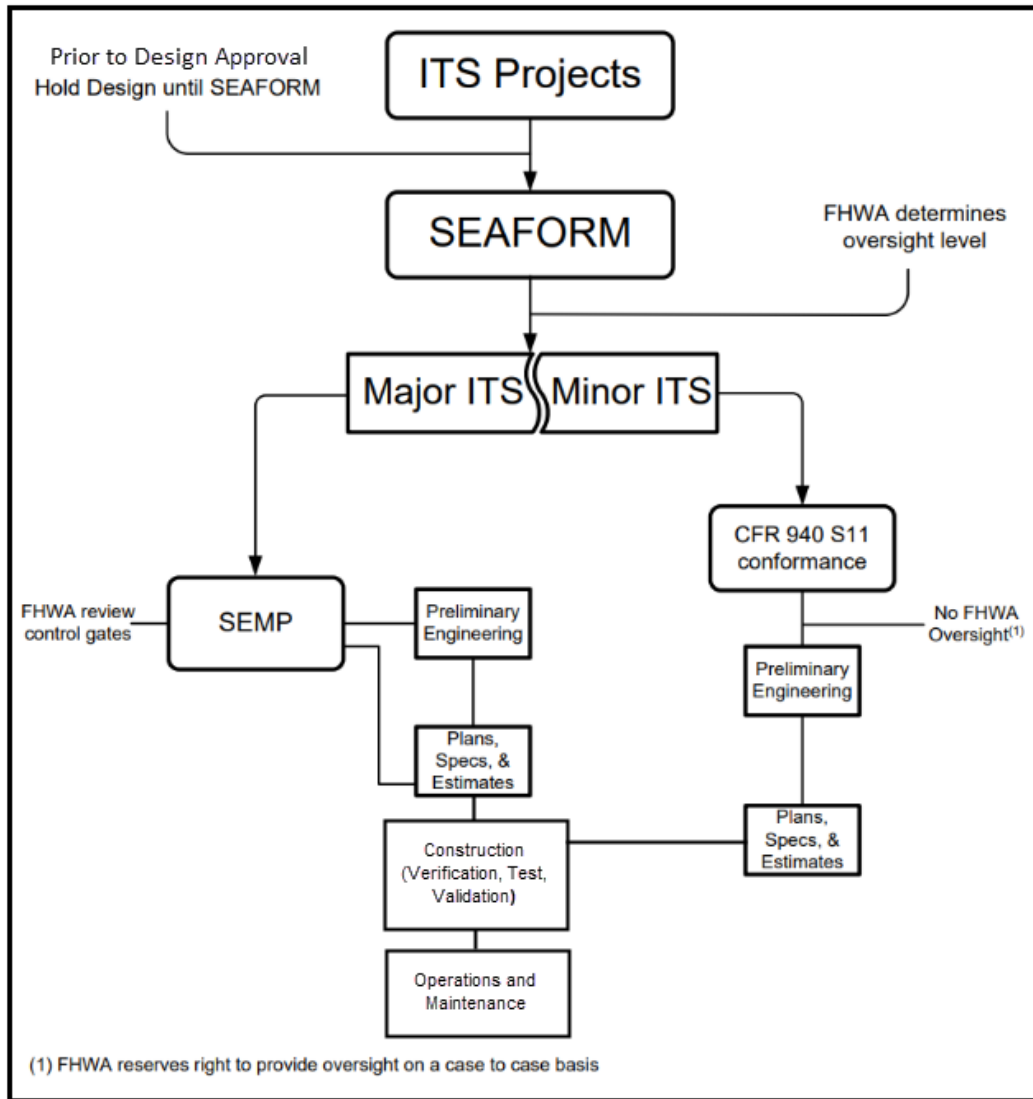 Prior to Design Approval
Hold Design until SEAFORM
ITS Projects
SEAFORM
FHWA determines
oversight level
Major ITS
Minor ITS
CFR 940 S11
conformance
FHWA review
control gates
SEMP
Preliminary
Engineering
No FHWA
Oversight(1)
Preliminary
Engineering
Plans,
Specs, &
Estimates
Plans,
Specs, &
Estimates
Construction
(Verification, Test,
Validation)
Operations and
Maintenance
(1) FHWA reserves right to provide oversight on a case to case basis